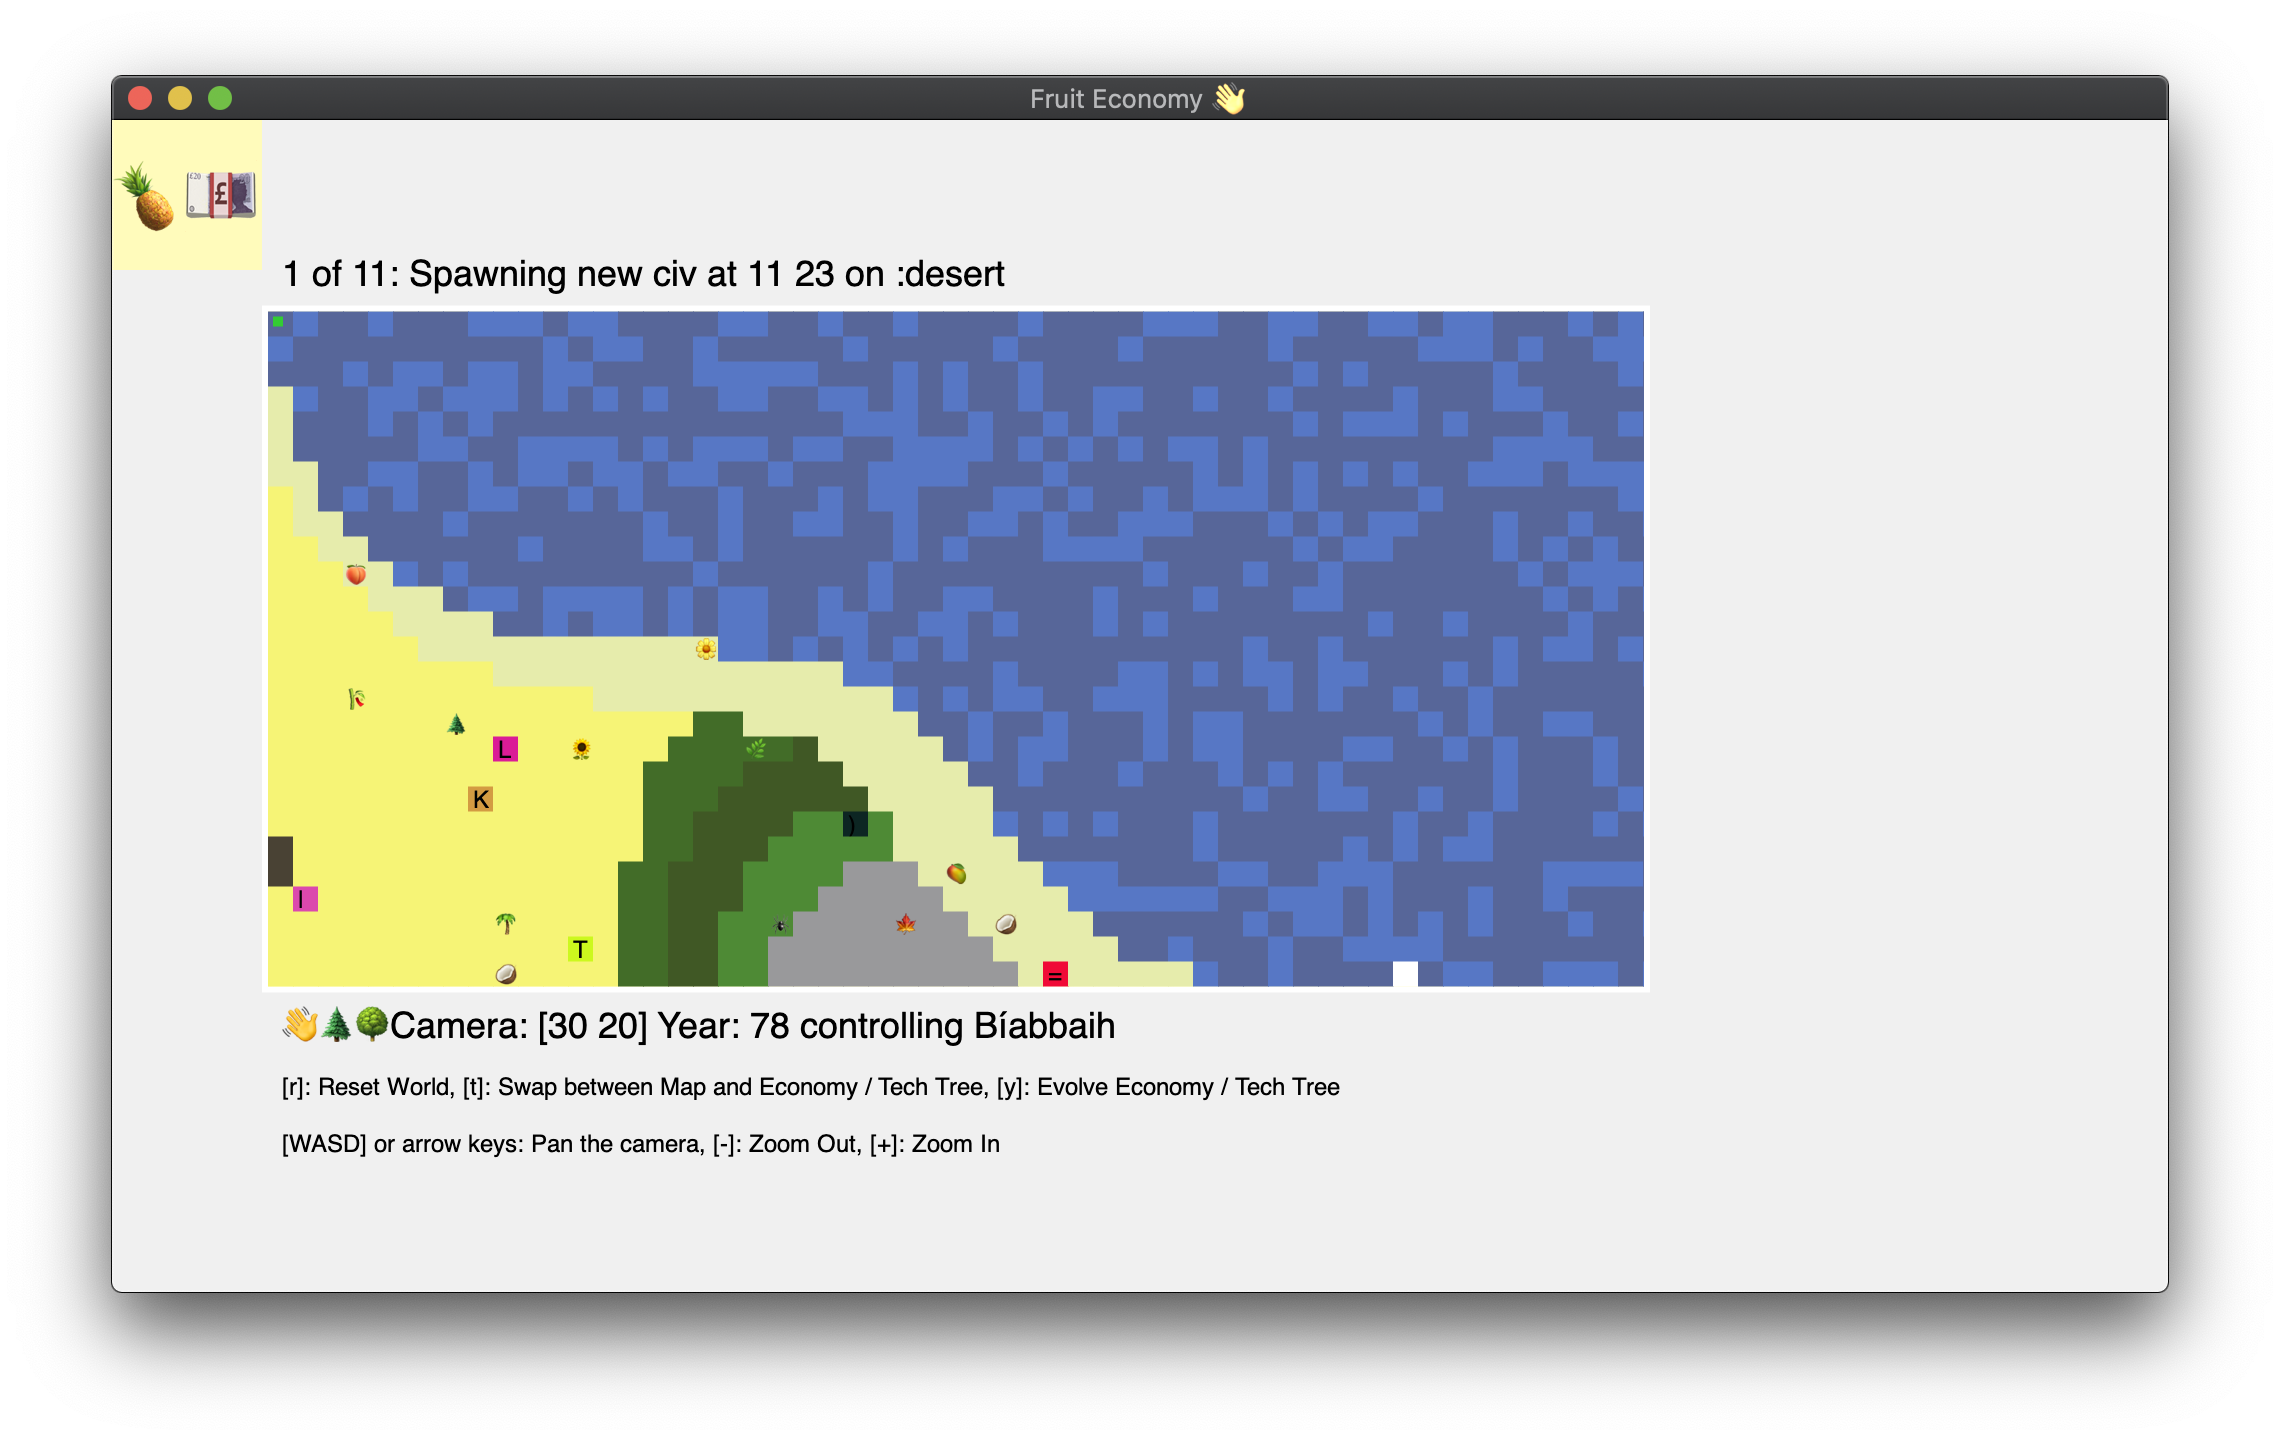 Fruit Economy 👋
£20 £
1 of 11: Spawning new civ at 11 23 on :desert
L
K
)
I
T
=
👋🌲🌳Camera: [30 20] Year: 78 controlling Bíabbaih
[r]: Reset World, [t]: Swap between Map and Economy / Tech Tree, [y]: Evolve Economy / Tech Tree
[WASD] or arrow keys: Pan the camera, [-]: Zoom Out, [+]: Zoom In